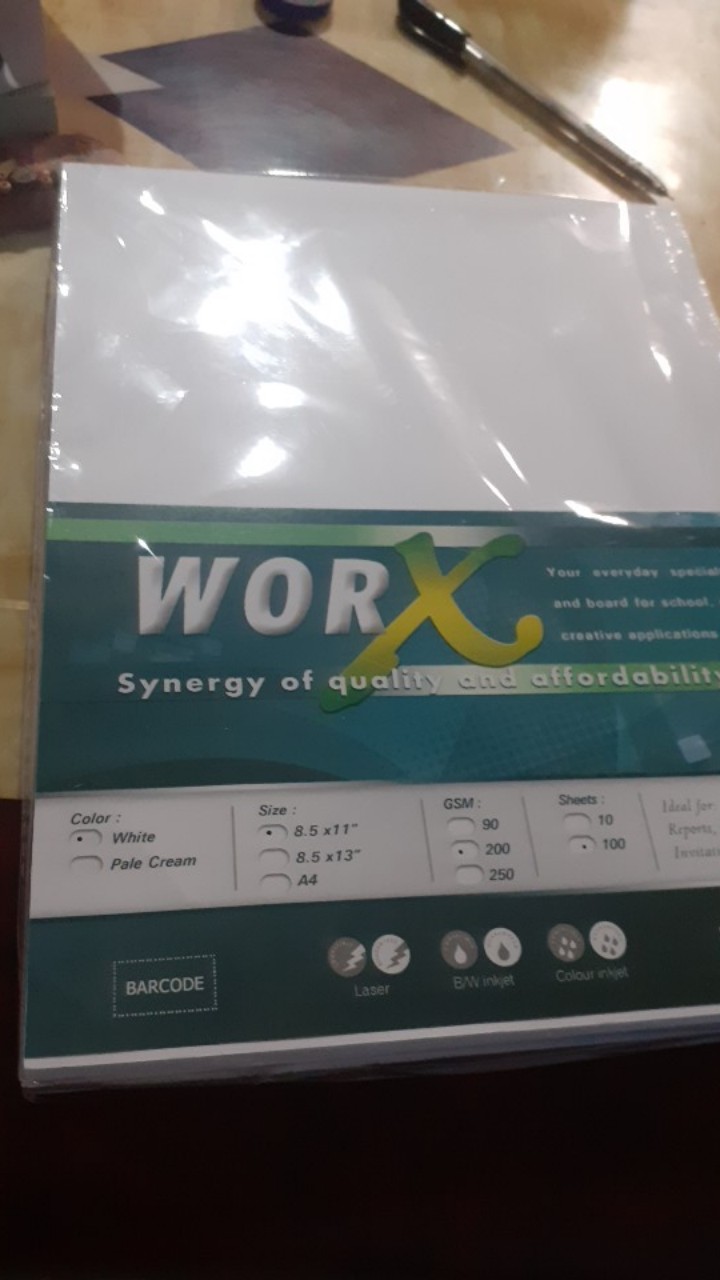 WORX
Your everyday special
and board for school,
creative applications
Synergy of quality and affordability
Color :
White
Pale Cream
Size :
8.5 x11"
8.5 x13"
A4
GSM :
90
200
250
Sheets :
10
100
Ideal for
Reports,
BARCODE
Laser
B/W inkjet
Colour inkjet